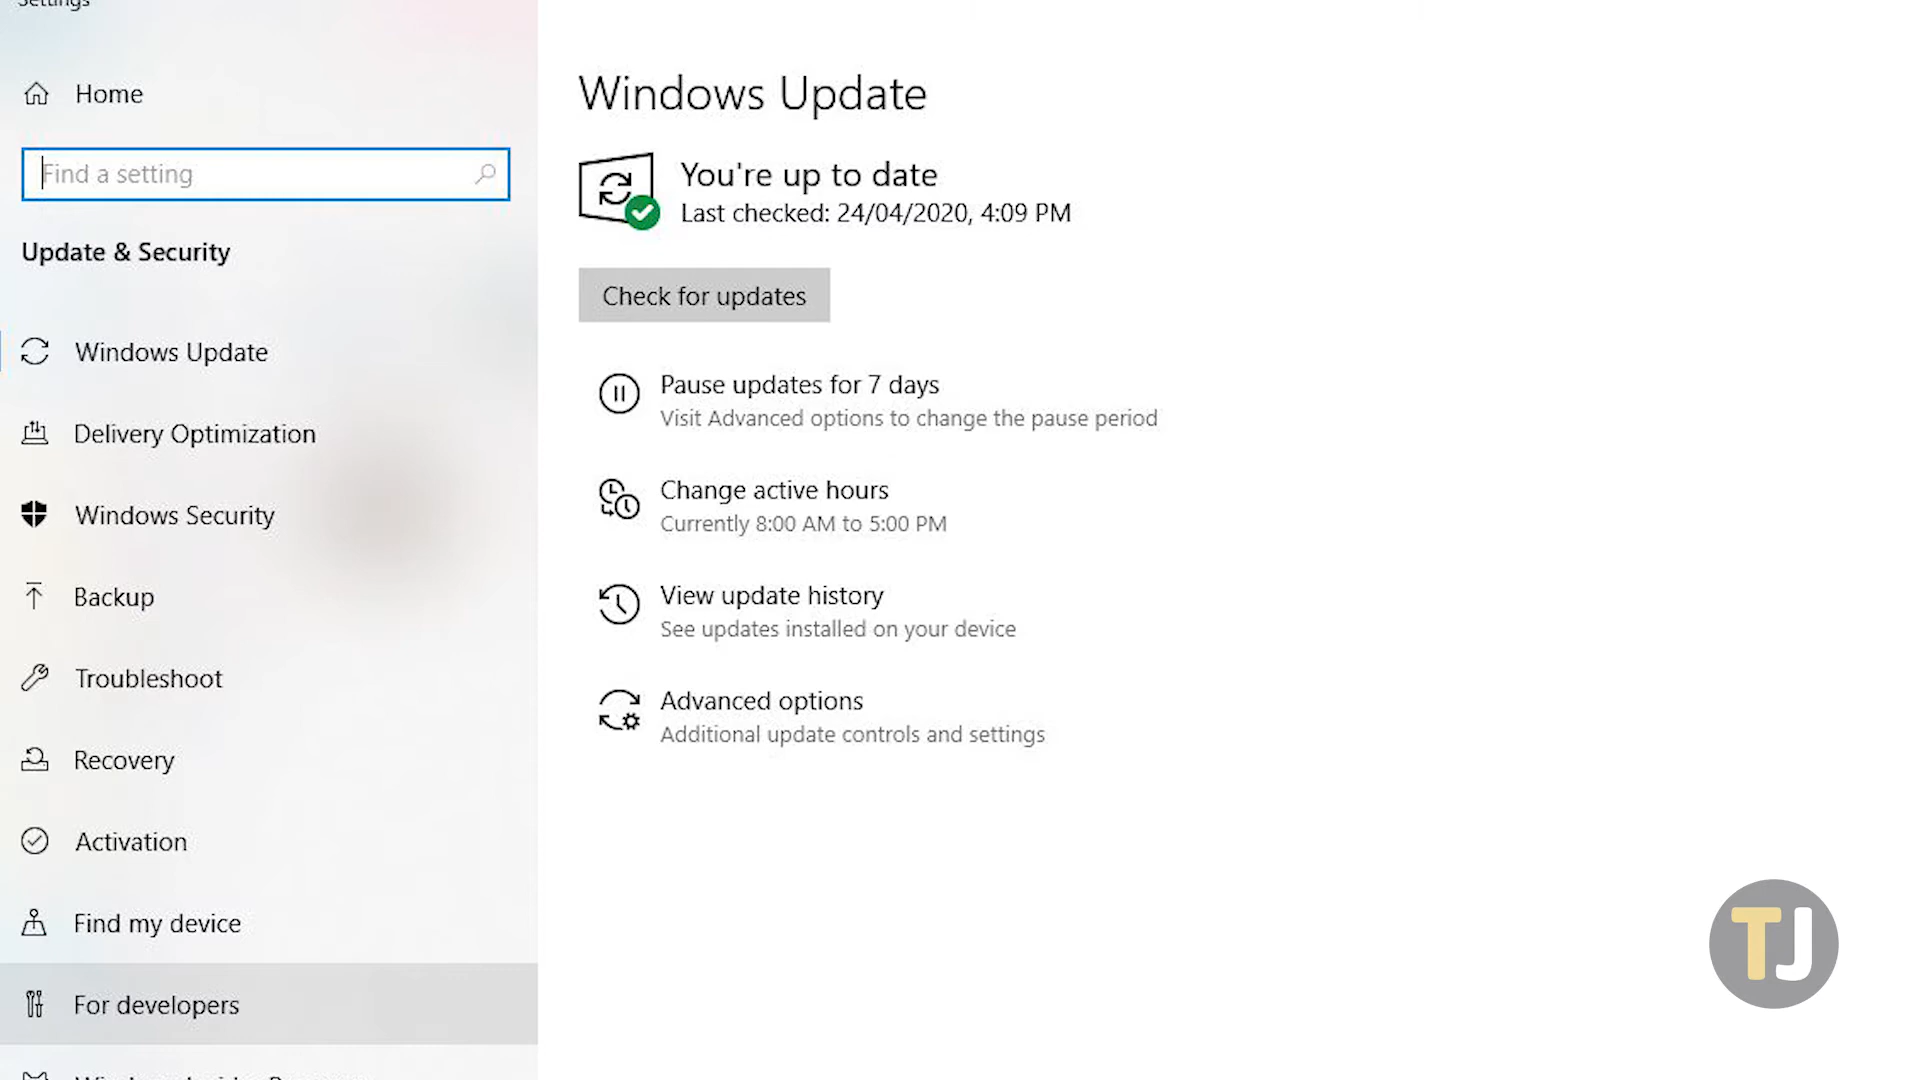 Settings
Home
Find a setting
Update & Security
Windows Update
Delivery Optimization
Windows Security
Backup
Troubleshoot
Recovery
Activation
Find my device
For developers
Windows Update
You're up to date
Last checked: 24/04/2020, 4:09 PM
Check for updates
Pause updates for 7 days
Visit Advanced options to change the pause period
Change active hours
Currently 8:00 AM to 5:00 PM
View update history
See updates installed on your device
Advanced options
Additional update controls and settings
TJ